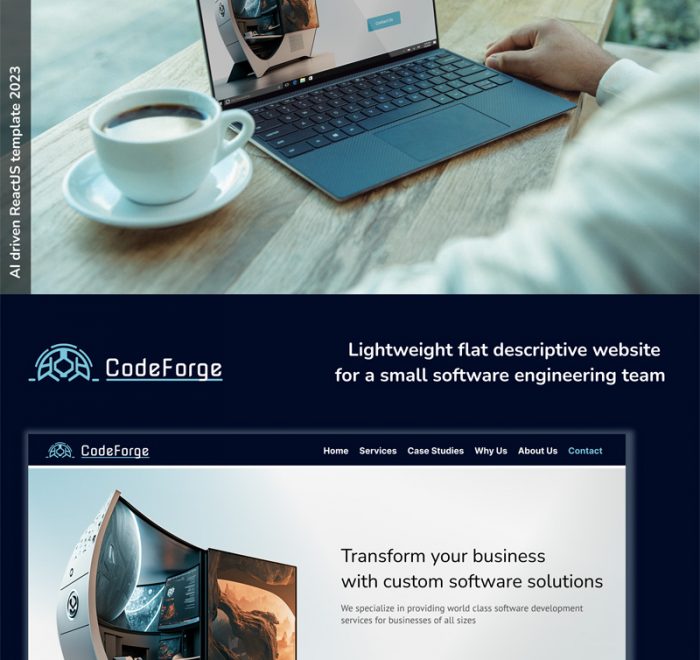 Contact Us
AI driven ReactJS template 2023
CodeForge
Lightweight flat descriptive website
for a small software engineering team
CodeForge
Home Services Case Studies Why Us About Us Contact
Transform your business
with custom software solutions
We specialize in providing world class software development
services for businesses of all sizes